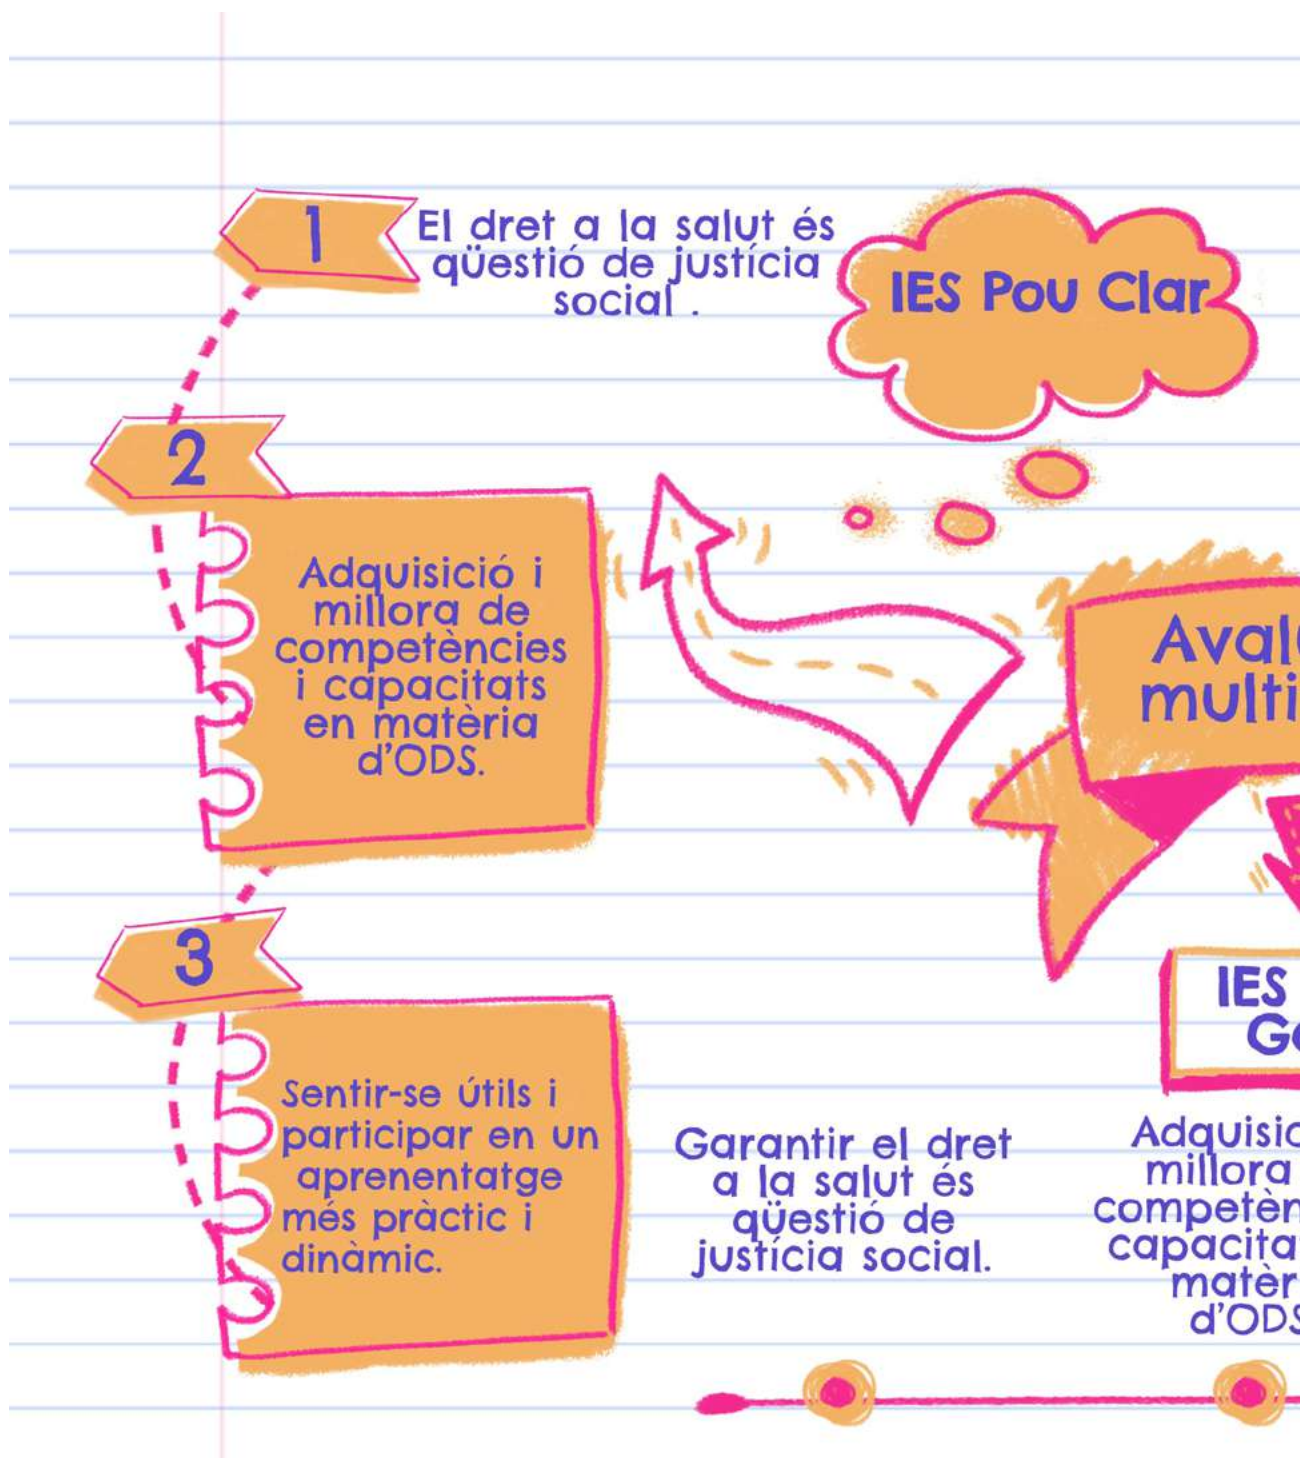 1
El dret a la salut és
qüestió de justícia
social .
IES Pou Clar
2
Adquisició i
millora de
competències
i capacitats
en matèria
d'ODS.
3
Sentir-se útils i
participar en un
aprenentatge
més pràctic i
dinàmic.
IES
Garantir el dret
a la salut és
qüestió de
justícia social.
millora
d'ODS